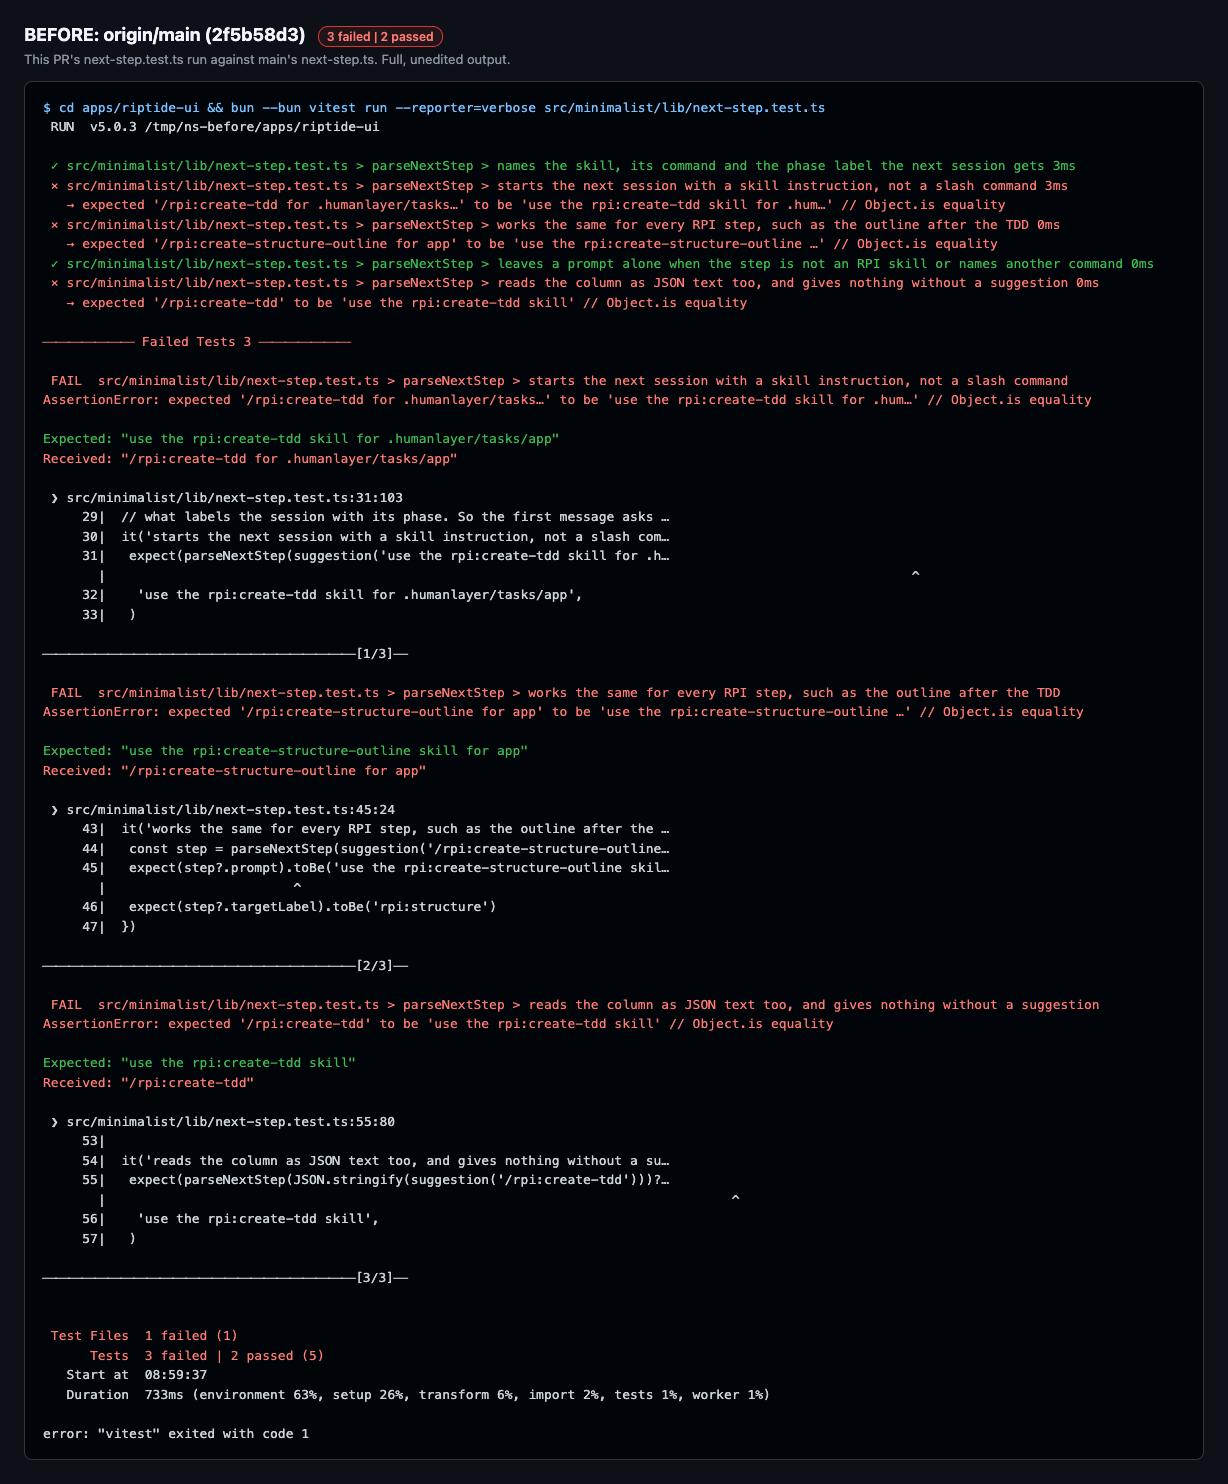 BEFORE: origin/main (2f5b58d3) 3 failed | 2 passed
This PR's next-step.test.ts run against main's next-step.ts. Full, unedited output.
$ cd apps/riptide-ui && bun --bun vitest run --reporter=verbose src/minimalist/lib/next-step.test.ts
RUN  v5.0.3 /tmp/ns-before/apps/riptide-ui
✓ src/minimalist/lib/next-step.test.ts > parseNextStep > names the skill, its command and the phase label the next session gets 3ms
× src/minimalist/lib/next-step.test.ts > parseNextStep > starts the next session with a skill instruction, not a slash command 3ms
→ expected '/rpi:create-tdd for .humanlayer/tasks…' to be 'use the rpi:create-tdd skill for .hum…' // Object.is equality
× src/minimalist/lib/next-step.test.ts > parseNextStep > works the same for every RPI step, such as the outline after the TDD 0ms
→ expected '/rpi:create-structure-outline for app' to be 'use the rpi:create-structure-outline …' // Object.is equality
✓ src/minimalist/lib/next-step.test.ts > parseNextStep > leaves a prompt alone when the step is not an RPI skill or names another command 0ms
× src/minimalist/lib/next-step.test.ts > parseNextStep > reads the column as JSON text too, and gives nothing without a suggestion 0ms
→ expected '/rpi:create-tdd' to be 'use the rpi:create-tdd skill' // Object.is equality
———————————— Failed Tests 3 ————————————
FAIL  src/minimalist/lib/next-step.test.ts > parseNextStep > starts the next session with a skill instruction, not a slash command
AssertionError: expected '/rpi:create-tdd for .humanlayer/tasks…' to be 'use the rpi:create-tdd skill for .hum…' // Object.is equality
Expected: "use the rpi:create-tdd skill for .humanlayer/tasks/app"
Received: "/rpi:create-tdd for .humanlayer/tasks/app"
❯ src/minimalist/lib/next-step.test.ts:31:103
29|  // what labels the session with its phase. So the first message asks …
30|  it('starts the next session with a skill instruction, not a slash com…
31|   expect(parseNextStep(suggestion('use the rpi:create-tdd skill for .h…
|                                                                                                       ^
32|    'use the rpi:create-tdd skill for .humanlayer/tasks/app',
33|   )
————————————————————————————————————————[1/3]—
FAIL  src/minimalist/lib/next-step.test.ts > parseNextStep > works the same for every RPI step, such as the outline after the TDD
AssertionError: expected '/rpi:create-structure-outline for app' to be 'use the rpi:create-structure-outline …' // Object.is equality
Expected: "use the rpi:create-structure-outline skill for app"
Received: "/rpi:create-structure-outline for app"
❯ src/minimalist/lib/next-step.test.ts:45:24
43|  it('works the same for every RPI step, such as the outline after the …
44|   const step = parseNextStep(suggestion('/rpi:create-structure-outline…
45|   expect(step?.prompt).toBe('use the rpi:create-structure-outline skil…
|                        ^
46|   expect(step?.targetLabel).toBe('rpi:structure')
47|  })
————————————————————————————————————————[2/3]—
FAIL  src/minimalist/lib/next-step.test.ts > parseNextStep > reads the column as JSON text too, and gives nothing without a suggestion
AssertionError: expected '/rpi:create-tdd' to be 'use the rpi:create-tdd skill' // Object.is equality
Expected: "use the rpi:create-tdd skill"
Received: "/rpi:create-tdd"
❯ src/minimalist/lib/next-step.test.ts:55:80
53|
54|  it('reads the column as JSON text too, and gives nothing without a su…
55|   expect(parseNextStep(JSON.stringify(suggestion('/rpi:create-tdd')))?…
|                                                                                ^
56|    'use the rpi:create-tdd skill',
57|   )
————————————————————————————————————————[3/3]—
Test Files  1 failed (1)
Tests  3 failed | 2 passed (5)
Start at  08:59:37
Duration  733ms (environment 63%, setup 26%, transform 6%, import 2%, tests 1%, worker 1%)
error: "vitest" exited with code 1